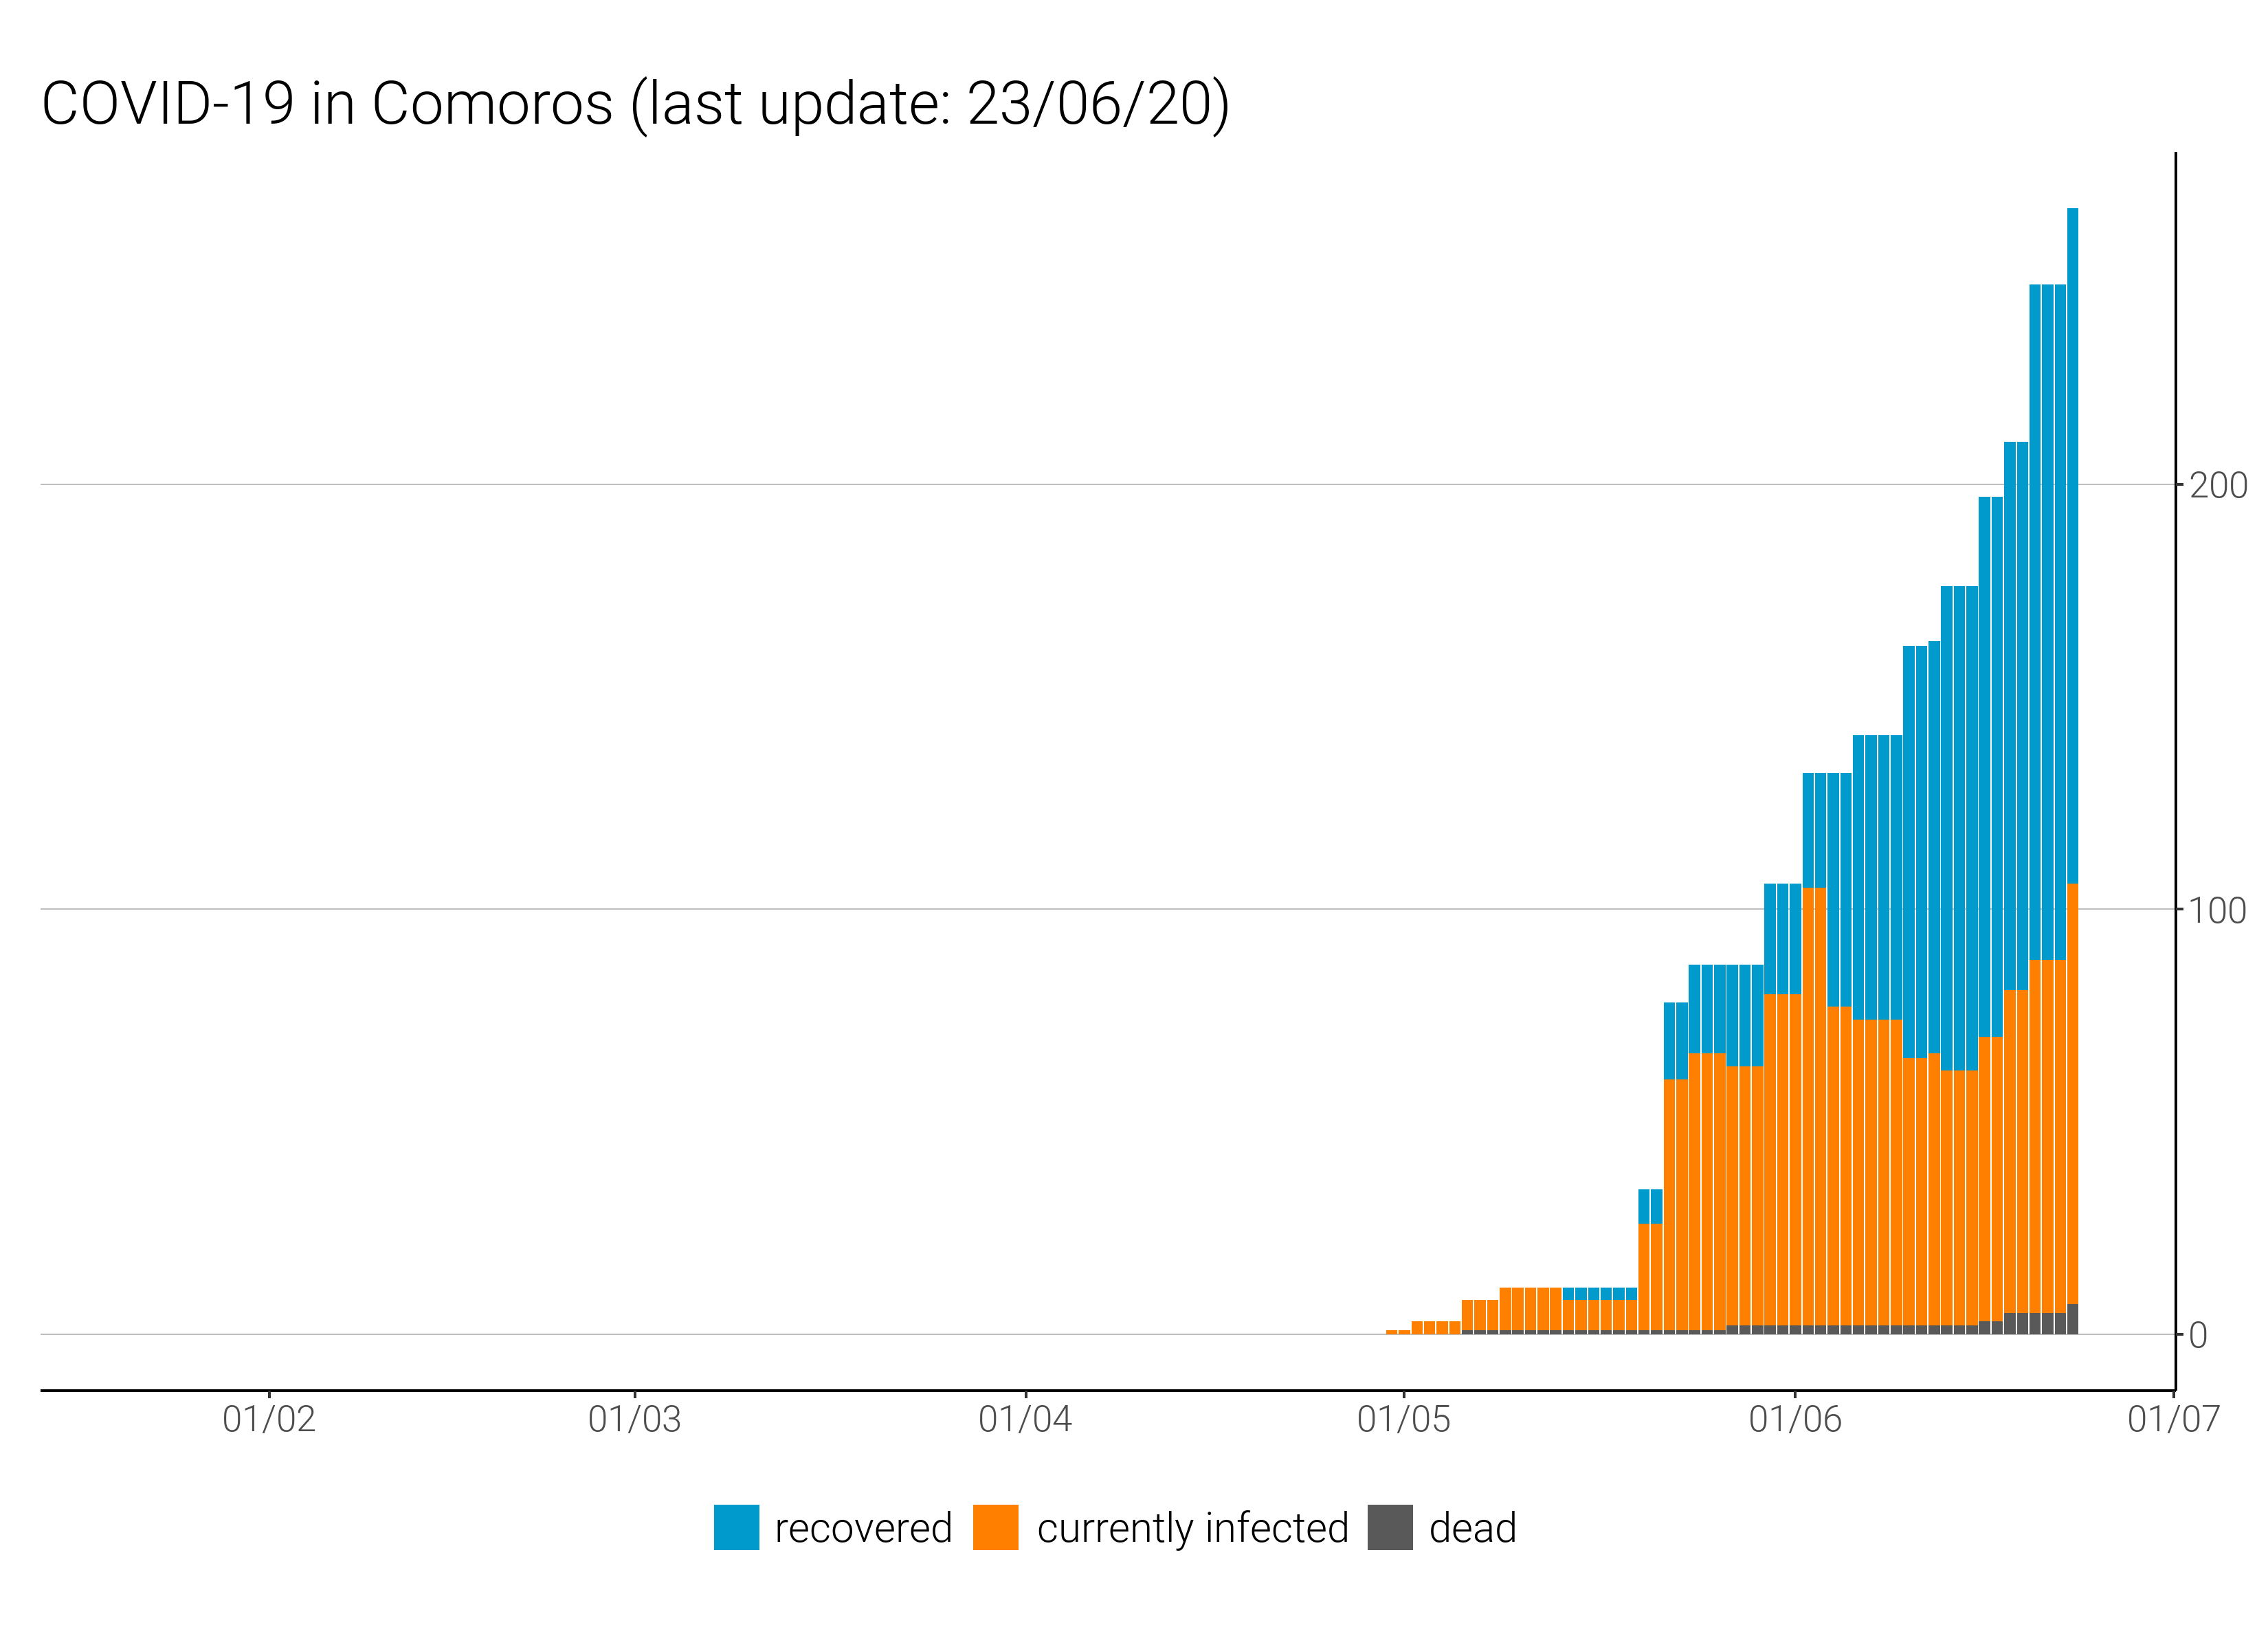 COVID-19 in Comoros (last update: 23/06/20)
200
100
0
01/02 01/03 01/04 01/05 01/06 01/07
recovered currently infected dead